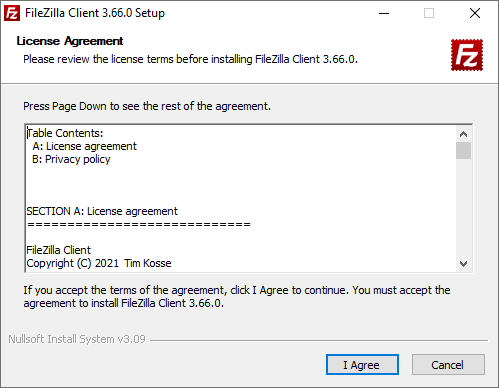 FileZilla Client 3.66.0 Setup
License Agreement
Please review the license terms before installing FileZilla Client 3.66.0.
Fz
Press Page Down to see the rest of the agreement.
Table Contents:
A: License agreement
B: Privacy policy
SECTION A: License agreement
============================
FileZilla Client
Copyright (C) 2021 Tim Kosse
If you accept the terms of the agreement, click I Agree to continue. You must accept the
agreement to install FileZilla Client 3.66.0.
Nullsoft Install System v3.09
I Agree
Cancel